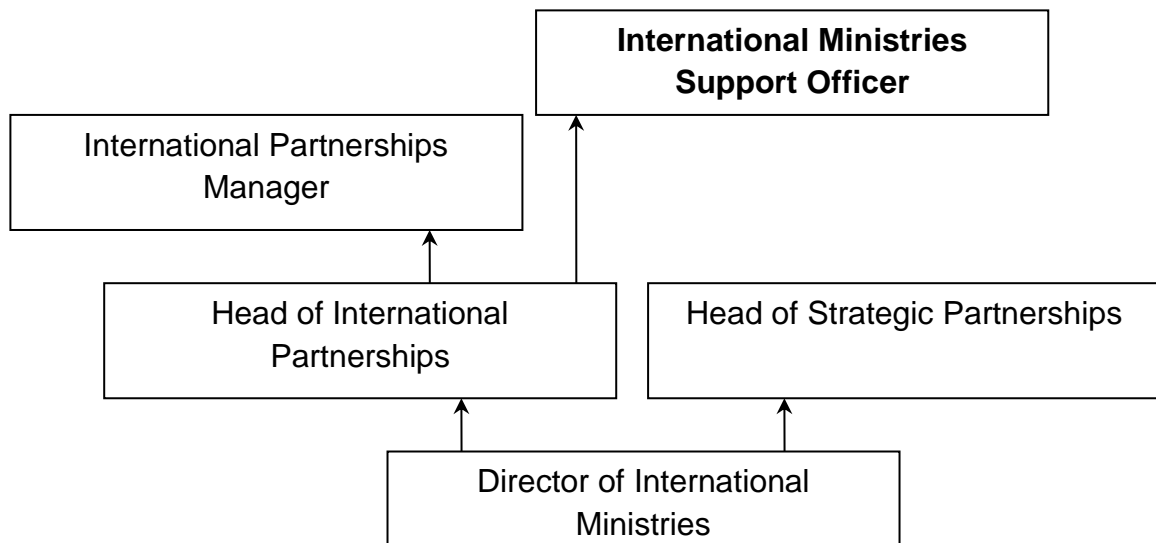 International Ministries
Support Officer
International Partnerships
Manager
Head of International
Partnerships
Head of Strategic Partnerships
Director of International
Ministries